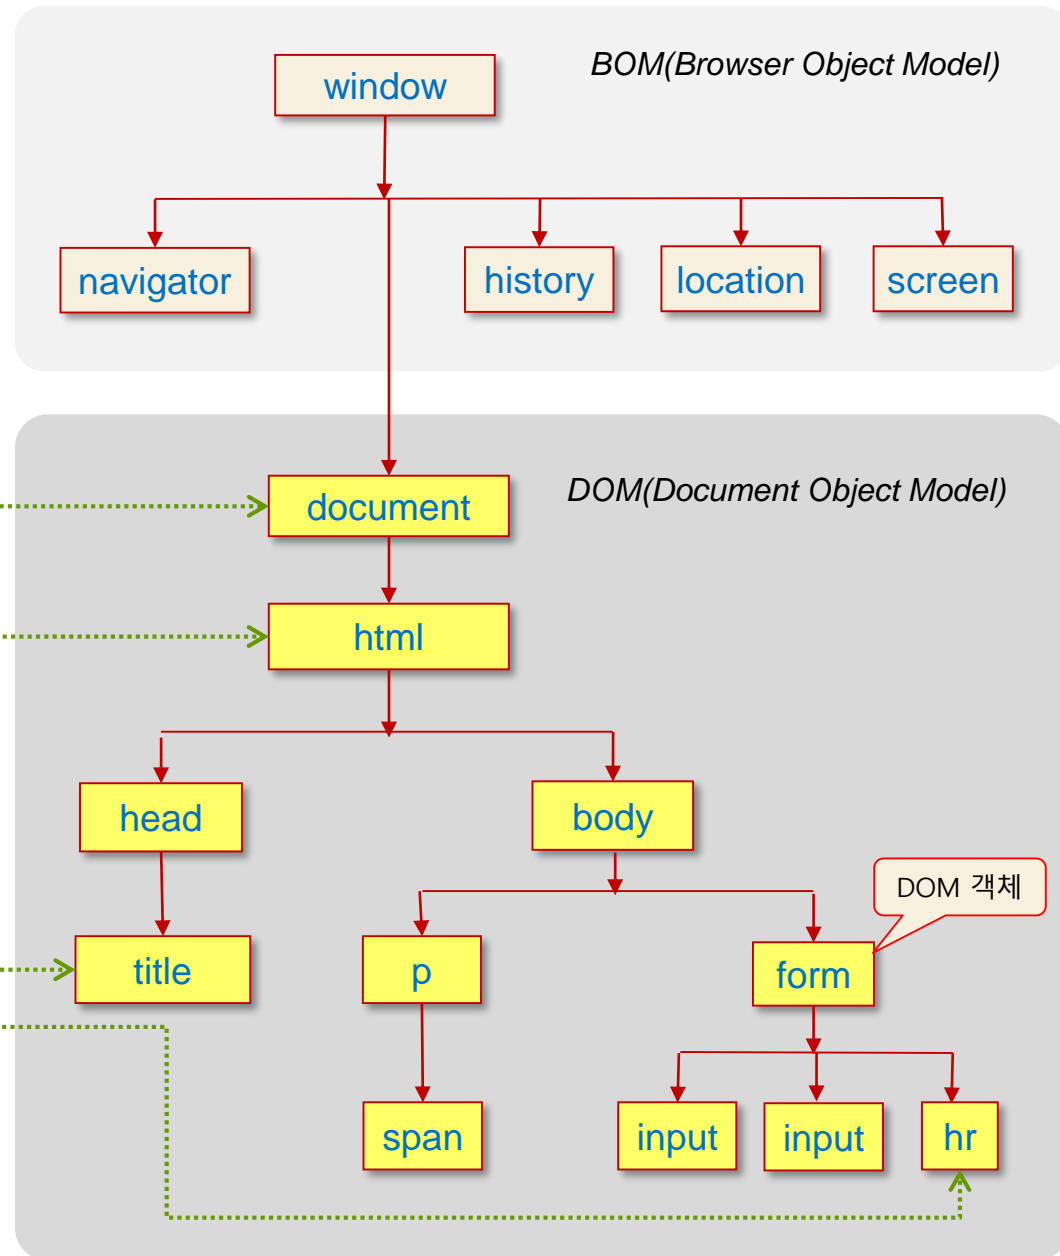 BOM(Browser Object Model)
window
navigator
history
location
screen
DOM(Document Object Model)
document
html
head
body
DOM 객체
title
p
form
span
input
input
hr